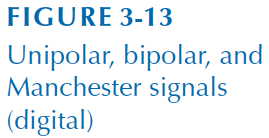 FIGURE 3-13
Unipolar, bipolar, and
Manchester signals
(digital)